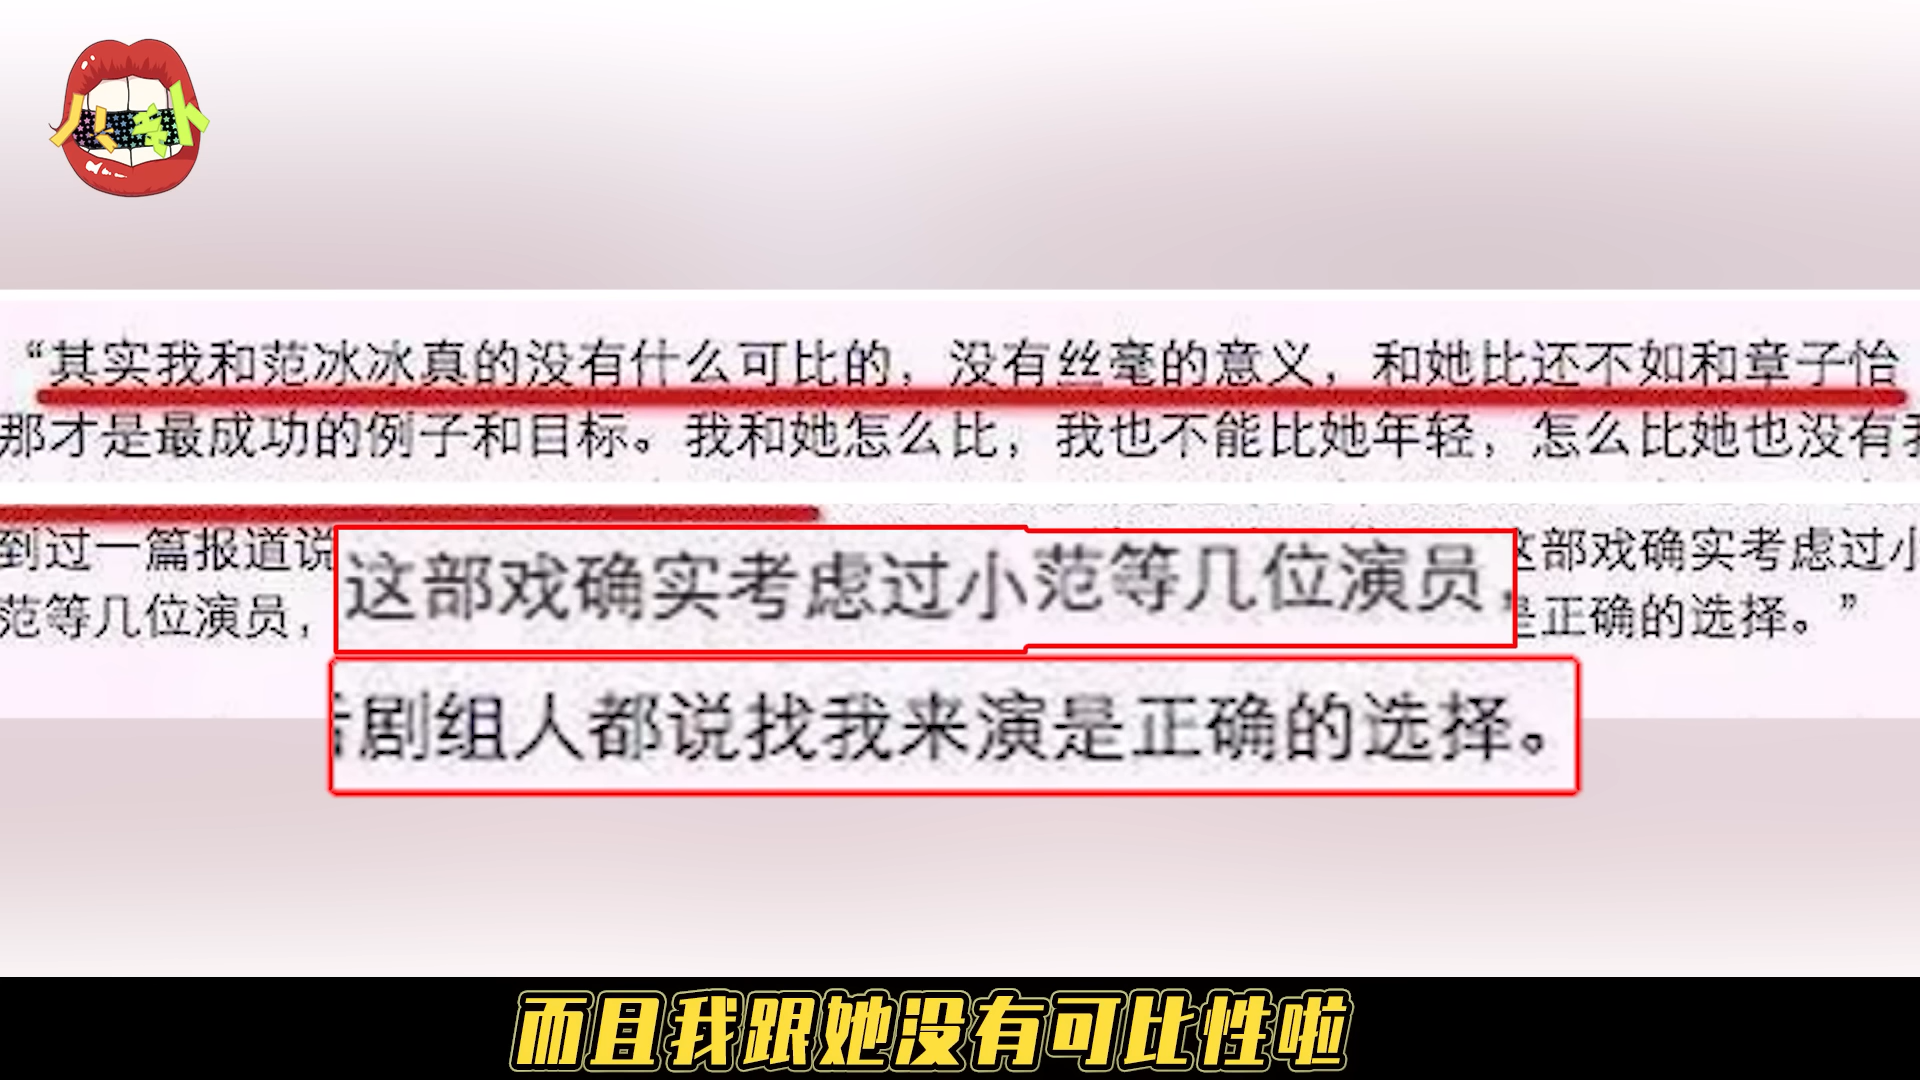 八卦
“其实我和范冰冰真的没有什么可比的，没有丝毫的意义，和她比还不如和章子怡
那才是最成功的例子和目标。我和她怎么比，我也不能比她年轻，怎么比她也没有
到过一篇报道说
这部戏确实考虑过小范等几位演员，
部戏确实考虑过小
范等几位演员，
是正确的选择。”
剧组人都说找我来演是正确的选择。
而且我跟她没有可比性啦